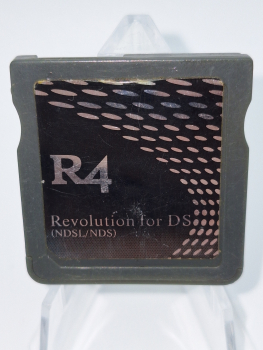 R4
Revolution for DS
(NDSL/NDS)